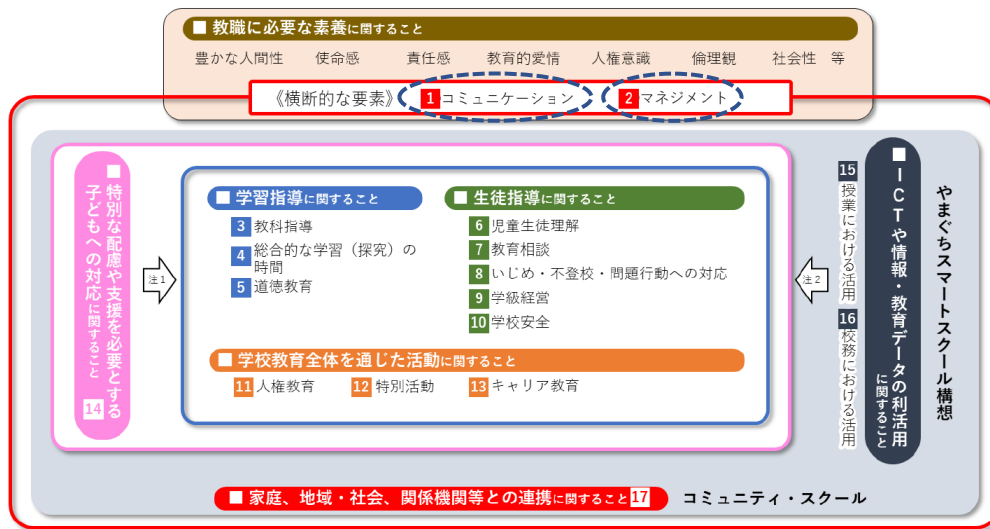 ■ 教職に必要な素養に関すること
豊かな人間性 使命感 責任感 教育的愛情 人権意識 倫理観 社会性 等
《横断的な要素》 1 コミュニケーション 2 マネジメント
■特別な配慮や支援を必要とする
子どもへの対応に関すること 14
注1
■ 学習指導に関すること
3 教科指導
4 総合的な学習（探究）の
時間
5 道徳教育
■ 生徒指導に関すること
6 児童生徒理解
7 教育相談
8 いじめ・不登校・問題行動への対応
9 学級経営
10 学校安全
■ 学校教育全体を通じた活動に関すること
11 人権教育 12 特別活動 13 キャリア教育
注2
■ICTや情報・教育データの利活用
に関すること
15 授業における活用
16 校務における活用
やまぐちスマートスクール構想
■ 家庭、地域・社会、関係機関等との連携に関すること 17
コミュニティ・スクール